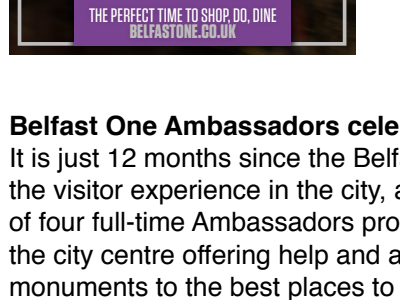 THE PERFECT TIME TO SHOP, DO, DINE
BELFASTONE.CO.UK
Belfast One Ambassadors cele
It is just 12 months since the Belf
the visitor experience in the city, a
of four full-time Ambassadors pro
the city centre offering help and a
monuments to the best places to